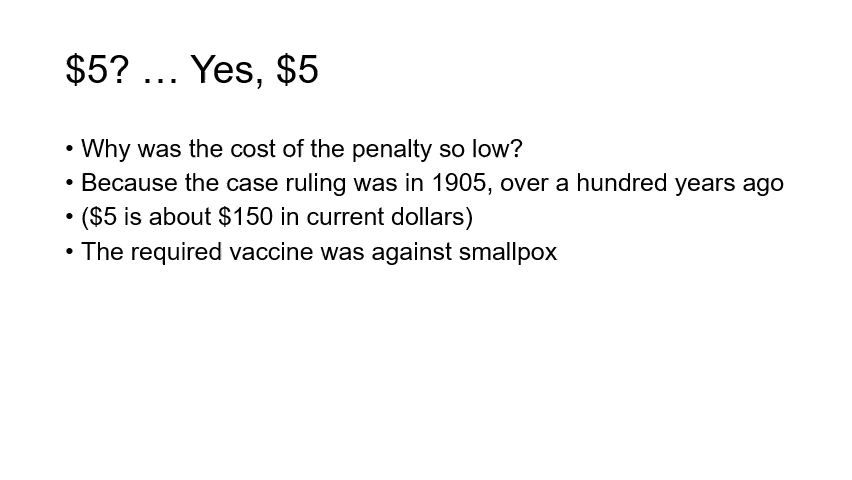 $5? … Yes, $5
• Why was the cost of the penalty so low?
• Because the case ruling was in 1905, over a hundred years ago
• ($5 is about $150 in current dollars)
• The required vaccine was against smallpox